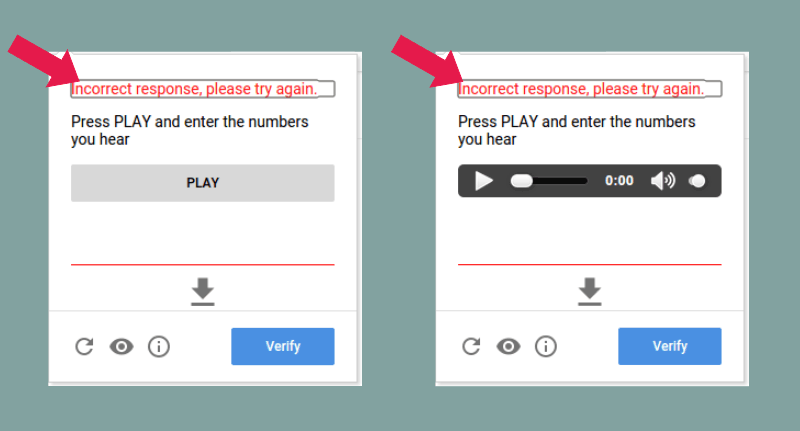 Incorrect response, please try again.
Press PLAY and enter the numbers
you hear
PLAY
Verify
Incorrect response, please try again.
Press PLAY and enter the numbers
you hear
0:00
Verify